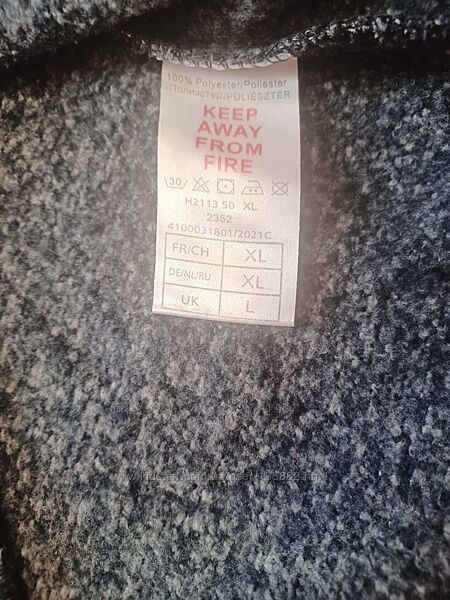 100% Polyester/Poliester
/Полиэстер/POLIÉSZTER
KEEP
AWAY
FROM
FIRE
\30/
H2113 50 XL
2352
4100031801/2021C
FR/CH XL
DE/NL/RU XL
UK L